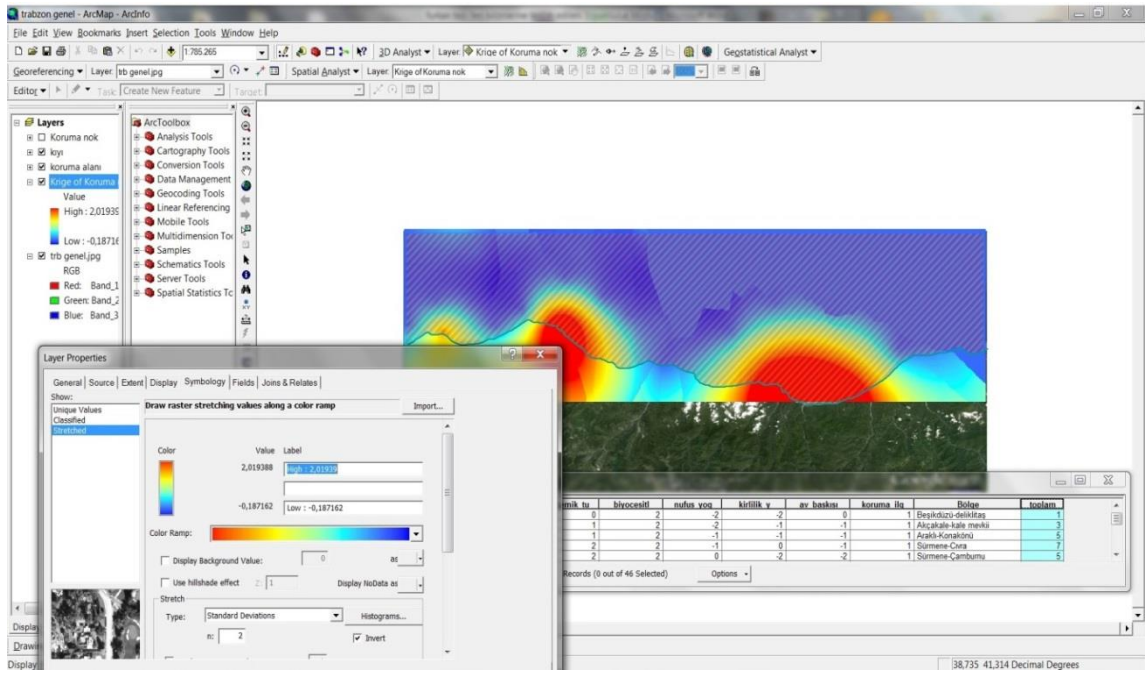 trabzon genel - ArcMap - ArcInfo
File Edit View Bookmarks Insert Selection Tools Window Help
1:785.265 3D Analyst Layer: Krige of Koruma nok Geostatistical Analyst
Georeferencing Layer: trb genel.jpg Spatial Analyst Layer: Krige of Koruma nok
Editor Task: Create New Feature Target:
Layers
Koruma nok
kıyı
koruma alanı
Krige of Koruma
Value
High : 2,01939
Low : -0,18716
trb genel.jpg
RGB
Red: Band_1
Green: Band_2
Blue: Band_3
ArcToolbox
Analysis Tools
Cartography Tools
Conversion Tools
Data Management
Geocoding Tools
Linear Referencing
Mobile Tools
Multidimension Too
Samples
Schematics Tools
Server Tools
Spatial Statistics Tc
Layer Properties
General Source Extent Display Symbology Fields Joins & Relates
Show:
Unique Values
Classified
Stretched
Draw raster stretching values along a color ramp Import...
Color Value Label
2,019388 High : 2,01939
-0,187162 Low : -0,187162
Color Ramp:
Display Background Value: 0 as
Use hillshade effect Z: 1 Display NoData as
Stretch
Type: Standard Deviations Histograms...
n: 2 Invert
emik tu biyocesitl nufus yog kirlilik y av baskısı koruma ilg Bölge toplam
0 2 -2 -2 0 1 Beşikdüzü-deliklitaş 1
1 2 -2 -1 -1 1 Akçakale-kale mevkii 3
1 2 -1 -1 -1 1 Araklı-Konakönü 5
2 2 -1 0 -1 1 Sürmene-Civra 7
2 2 0 -2 -2 1 Sürmene-Çamburnu 5
Records (0 out of 46 Selected) Options
Display
Drawin
Display
38,735 41,314 Decimal Degrees